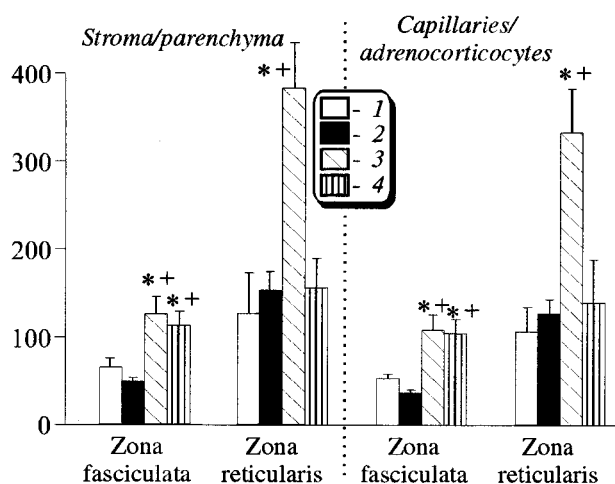 Stroma/parenchyma
Capillaries/
adrenocorticocytes
400
300
200
100
0
- 1
- 2
- 3
- 4
*+
*+
*+
*+
*+
*+
Zona
fasciculata
Zona
reticularis
Zona
fasciculata
Zona
reticularis